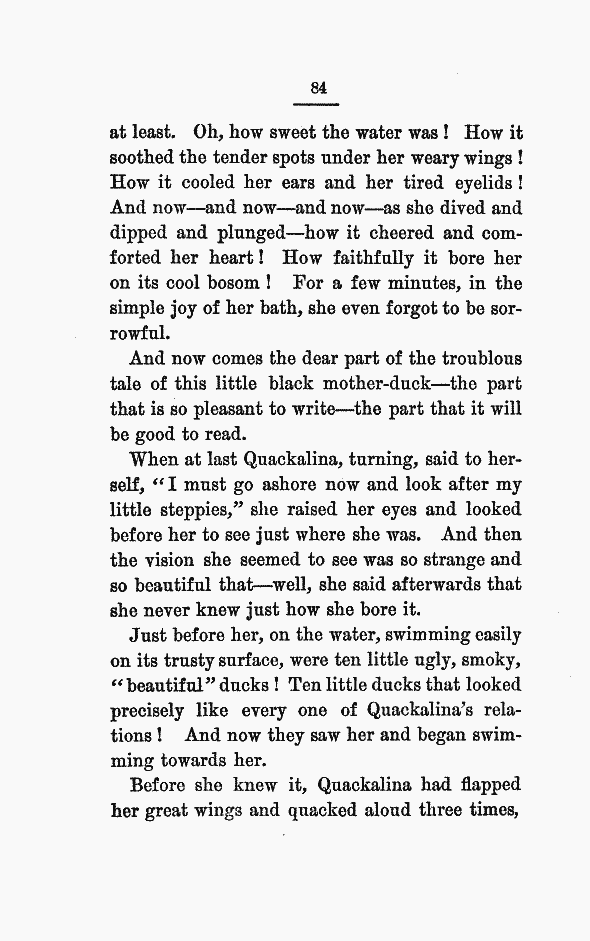 84
at least. Oh, how sweet the water was! How it
soothed the tender spots under her weary wings!
How it cooled her ears and her tired eyelids!
And now—and now—and now—as she dived and
dipped and plunged—how it cheered and com-
forted her heart! How faithfully it bore her
on its cool bosom! For a few minutes, in the
simple joy of her bath, she even forgot to be sor-
rowful.
And now comes the dear part of the troublous
tale of this little black mother-duck—the part
that is so pleasant to write—the part that it will
be good to read.
When at last Quackalina, turning, said to her-
self, “I must go ashore now and look after my
little steppies,” she raised her eyes and looked
before her to see just where she was. And then
the vision she seemed to see was so strange and
so beautiful that—well, she said afterwards that
she never knew just how she bore it.
Just before her, on the water, swimming easily
on its trusty surface, were ten little ugly, smoky,
“beautiful” ducks! Ten little ducks that looked
precisely like every one of Quackalina’s rela-
tions! And now they saw her and began swim-
ming towards her.
Before she knew it, Quackalina had flapped
her great wings and quacked aloud three times,